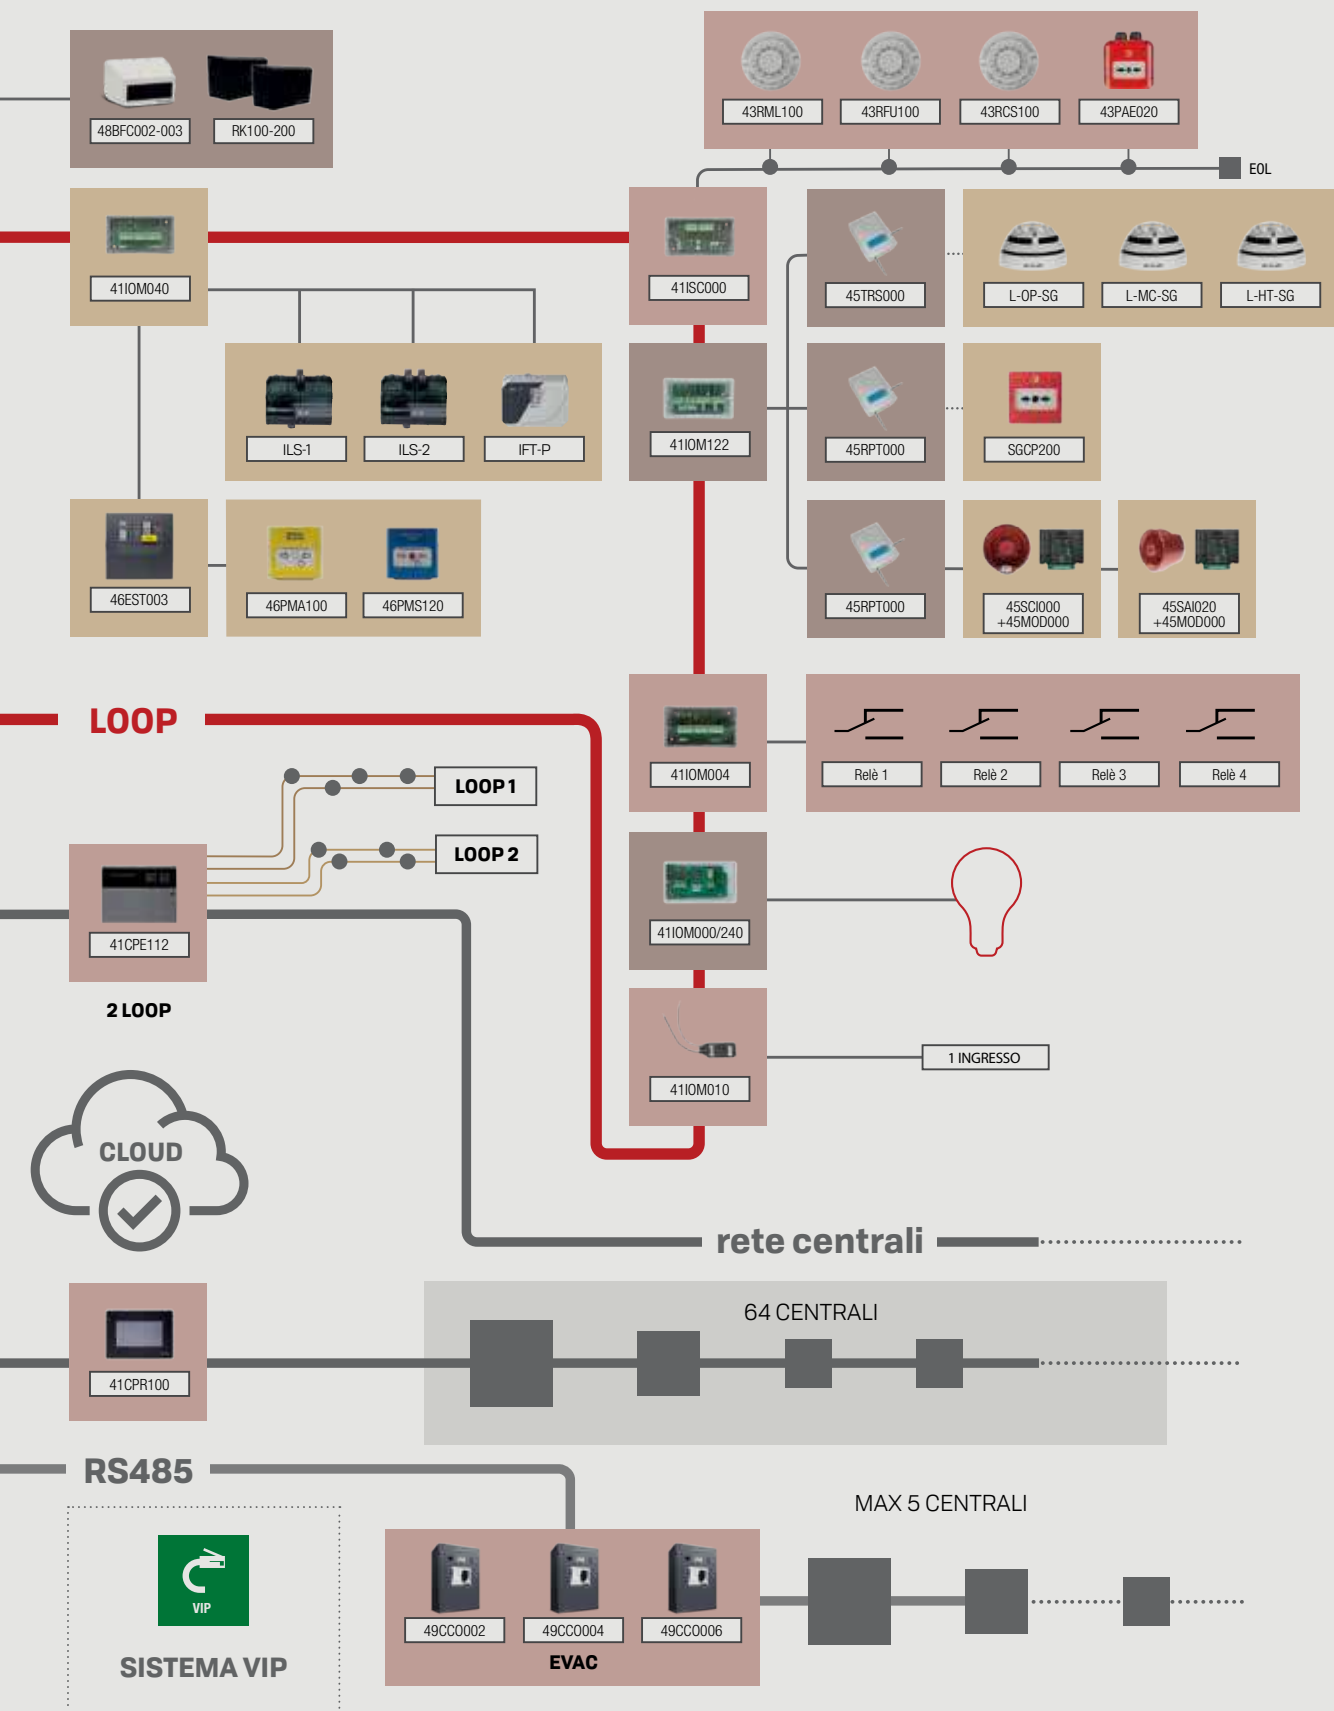 48BFC002-003
RK100-200
43RML100
43RFU100
43RCS100
43PAE020
EOL
41IOM040
41ISC000
45TRS000
L-OP-SG
L-MC-SG
L-HT-SG
ILS-1
ILS-2
IFT-P
41IOM122
45RPT000
SGCP200
46EST003
46PMA100
46PMS120
45RPT000
45SCI000
+45MOD000
45SAI020
+45MOD000
LOOP
41IOM004
Relè 1
Relè 2
Relè 3
Relè 4
LOOP 1
LOOP 2
41CPE112
2 LOOP
41IOM000/240
41IOM010
1 INGRESSO
CLOUD
rete centrali
41CPR100
64 CENTRALI
RS485
MAX 5 CENTRALI
VIP
SISTEMA VIP
49CCO002
49CCO004
49CCO006
EVAC